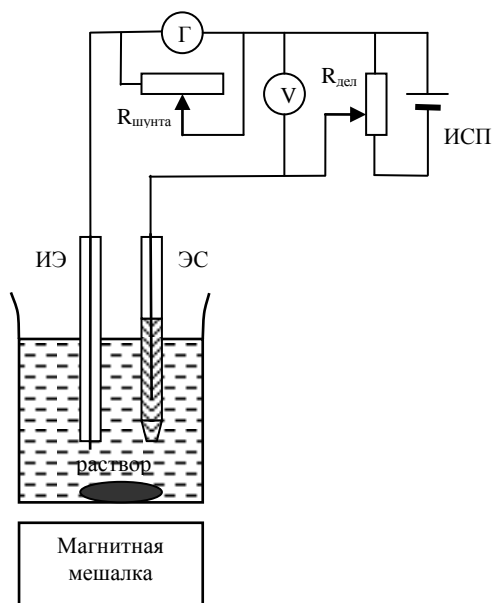 Г
V
Rшунта
Rдел
ИСП
ИЭ
ЭС
раствор
Магнитная
мешалка